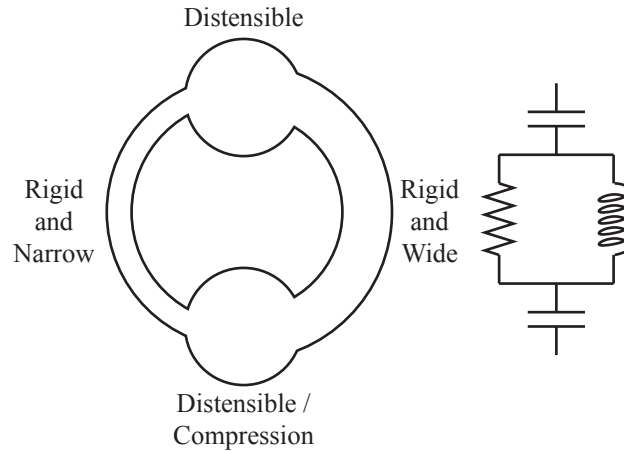 Distensible
Rigid
and
Narrow
Rigid
and
Wide
Distensible /
Compression